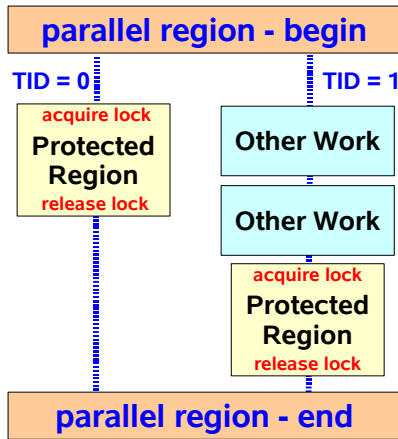 parallel region - begin
TID = 0
TID = 1
acquire lock
Protected
Region
release lock
Other Work
Other Work
acquire lock
Protected
Region
release lock
parallel region - end